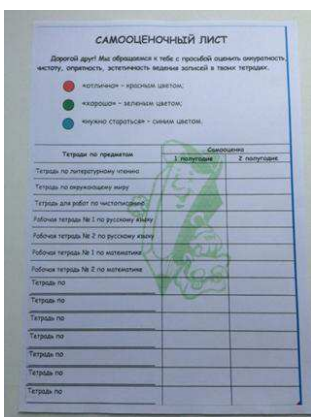 САМООЦЕНОЧНЫЙ ЛИСТ
Дорогой друг! Мы обращаемся к тебе с просьбой оценить аккуратность,
чистоту, опрятность, эстетичность ведения записей в твоих тетрадях.
«отлично» – красным цветом;
«хорошо» – зеленым цветом;
«нужно стараться» – синим цветом.
Тетради по предметам
Самооценка
1 полугодие 2 полугодие
Тетрадь по литературному чтению
Тетрадь по окружающему миру
Тетрадь для работ по чистописанию
Рабочая тетрадь № 1 по русскому языку
Рабочая тетрадь № 2 по русскому языку
Рабочая тетрадь № 1 по математике
Рабочая тетрадь № 2 по математике
Тетрадь по
Тетрадь по
Тетрадь по
Тетрадь по
Тетрадь по
Тетрадь по
Тетрадь по